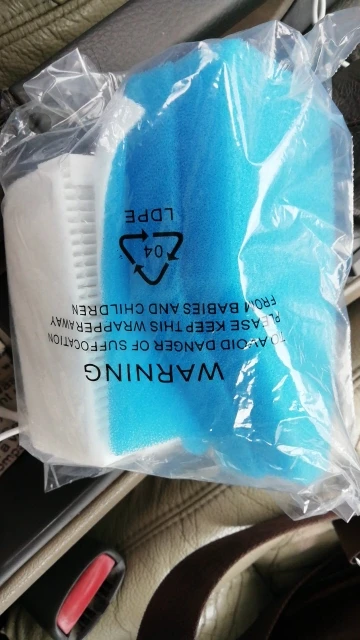 WARNING
TO AVOID DANGER OF SUFFOCATION
PLEASE KEEP THIS WRAPPER AWAY
FROM BABIES AND CHILDREN
04
LDPE